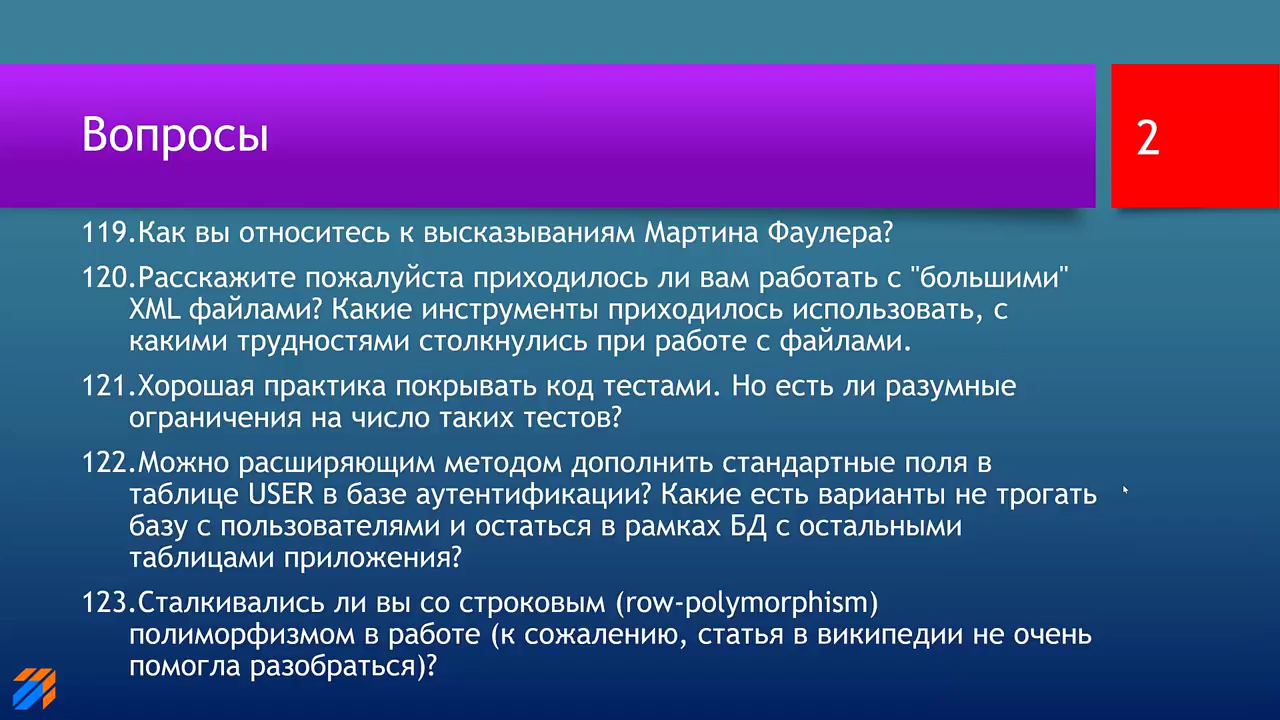 Вопросы
2
119.Как вы относитесь к высказываниям Мартина Фаулера?
120.Расскажите пожалуйста приходилось ли вам работать с "большими"
XML файлами? Какие инструменты приходилось использовать, с
какими трудностями столкнулись при работе с файлами.
121.Хорошая практика покрывать код тестами. Но есть ли разумные
ограничения на число таких тестов?
122.Можно расширяющим методом дополнить стандартные поля в
таблице USER в базе аутентификации? Какие есть варианты не трогать
базу с пользователями и остаться в рамках БД с остальными
таблицами приложения?
123.Сталкивались ли вы со строковым (row-polymorphism)
полиморфизмом в работе (к сожалению, статья в википедии не очень
помогла разобраться)?